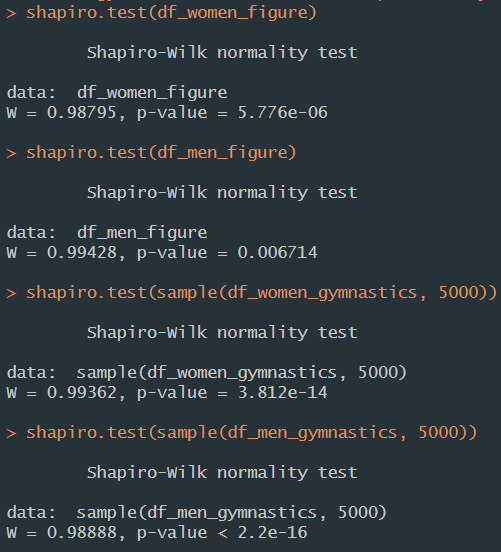 > shapiro.test(df_women_figure)
Shapiro-Wilk normality test
data:  df_women_figure
W = 0.98795, p-value = 5.776e-06
> shapiro.test(df_men_figure)
Shapiro-Wilk normality test
data:  df_men_figure
W = 0.99428, p-value = 0.006714
> shapiro.test(sample(df_women_gymnastics, 5000))
Shapiro-Wilk normality test
data:  sample(df_women_gymnastics, 5000)
W = 0.99362, p-value = 3.812e-14
> shapiro.test(sample(df_men_gymnastics, 5000))
Shapiro-Wilk normality test
data:  sample(df_men_gymnastics, 5000)
W = 0.98888, p-value < 2.2e-16